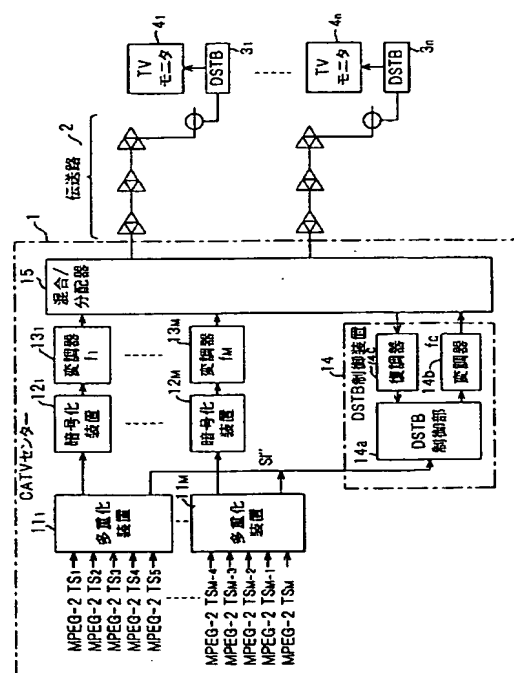 CATVセンター
1
伝送路 2
MPEG-2 TS1
MPEG-2 TS2
MPEG-2 TS3
MPEG-2 TS4
MPEG-2 TS5
111
多重化
装置
121
暗号化
装置
131
変調器
f1
15
混合/
分配器
41
TV
モニタ
DSTB
31
MPEG-2 TSM-4
MPEG-2 TSM-3
MPEG-2 TSM-2
MPEG-2 TSM-1
MPEG-2 TSM
11M
多重化
装置
12M
暗号化
装置
13M
変調器
fM
4n
TV
モニタ
DSTB
3n
14
DSTB制御装置
14a
DSTB
制御部
14c
復調器
14b
fC
変調器